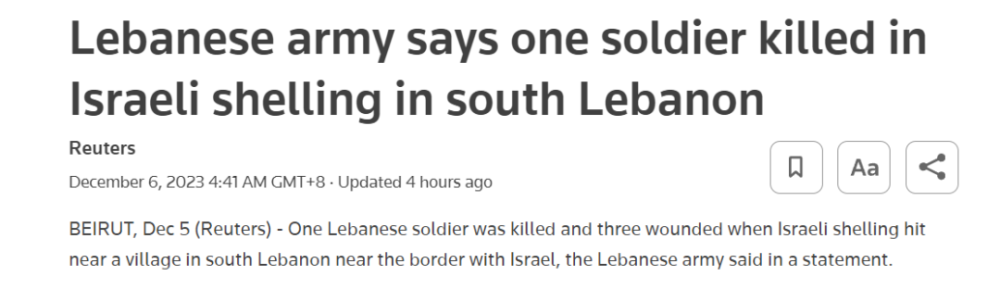 Lebanese army says one soldier killed in
Israeli shelling in south Lebanon
Reuters
December 6, 2023 4:41 AM GMT+8 · Updated 4 hours ago
Aa
BEIRUT, Dec 5 (Reuters) - One Lebanese soldier was killed and three wounded when Israeli shelling hit
near a village in south Lebanon near the border with Israel, the Lebanese army said in a statement.